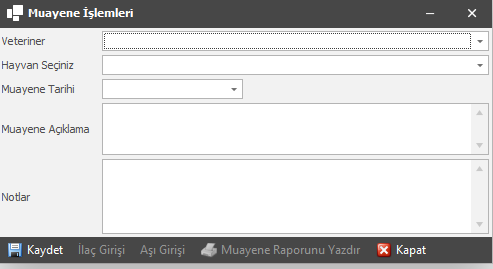 Muayene İşlemleri
Veteriner
Hayvan Seçiniz
Muayene Tarihi
Muayene Açıklama
Notlar
Kaydet İlaç Girişi Aşı Girişi Muayene Raporunu Yazdır Kapat